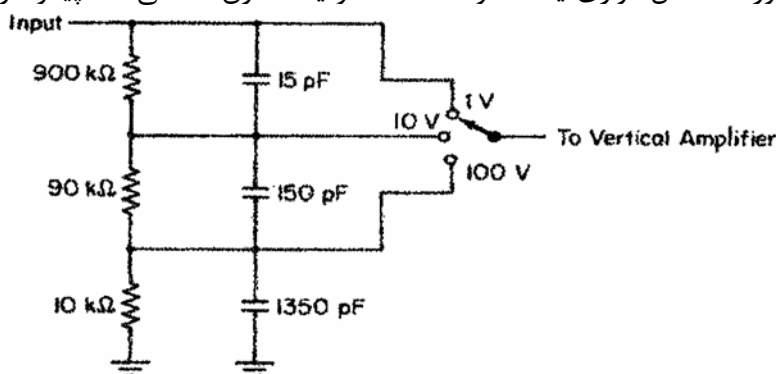 Input
900 kΩ
15 pF
1 V
10 V
To Vertical Amplifier
100 V
90 kΩ
150 pF
10 kΩ
1350 pF